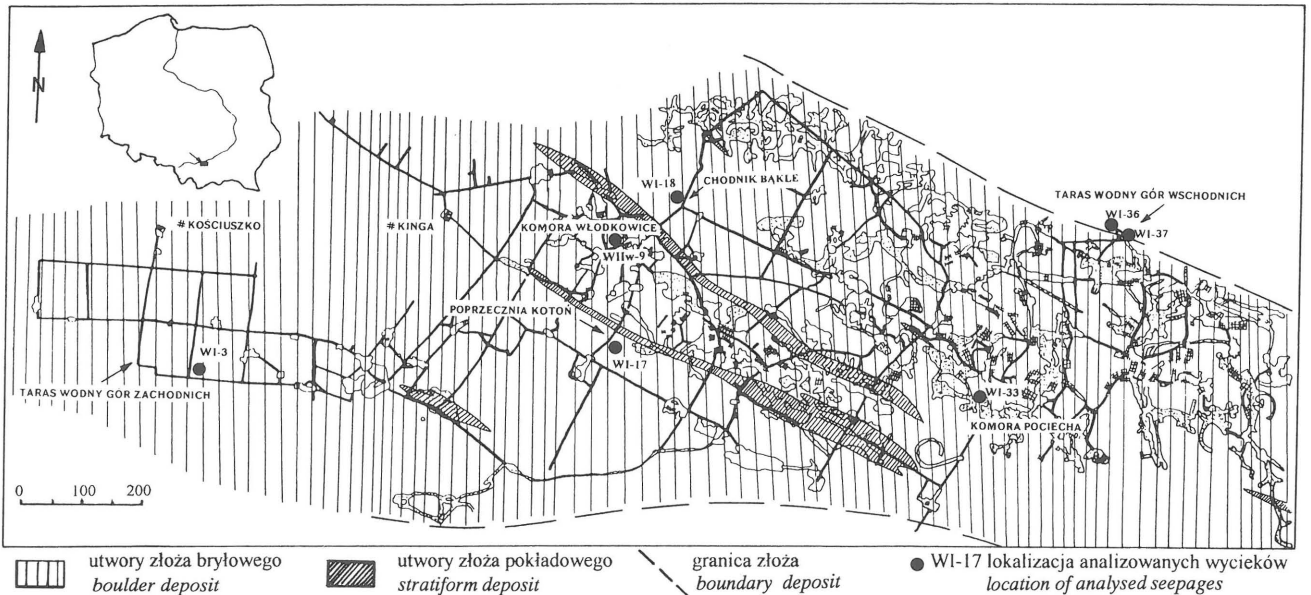 N
WI-18
CHODNIK BĄKLE
TARAS WODNY GÓR WSCHODNICH
WI-36
WI-37
#KOŚCIUSZKO
#KINGA
KOMORA WŁODKOWICE
WIIw-9
POPRZECZNIA KOTOŃ
WI-3
WI-17
TARAS WODNY GÓR ZACHODNICH
WI-33
KOMORA POCIECHA
0 100 200
utwory złoża bryłowego
boulder deposit
utwory złoża pokładowego
stratiform deposit
granica złoża
boundary deposit
WI-17 lokalizacja analizowanych wycieków
location of analysed seepages